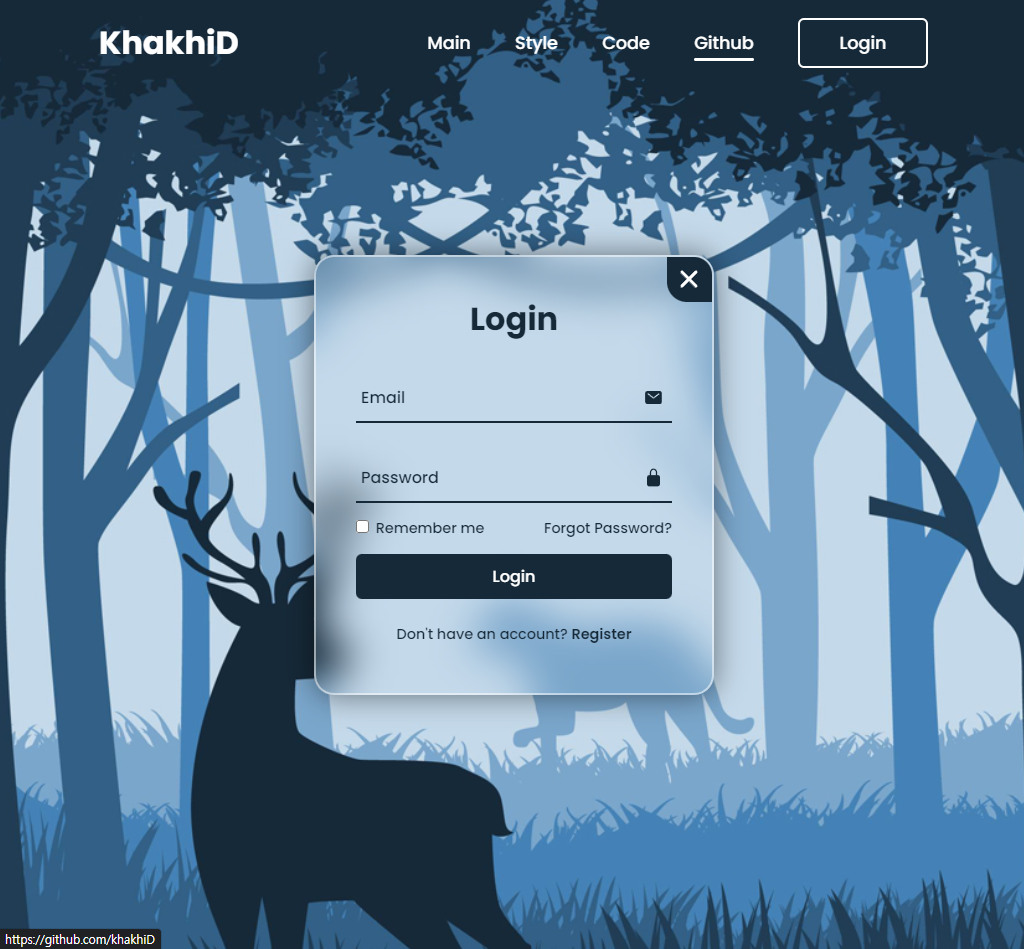 KhakhiD Main Style Code Github Login
Login
Email
Password
Remember me Forgot Password?
Login
Don't have an account? Register
https://github.com/khakhiD